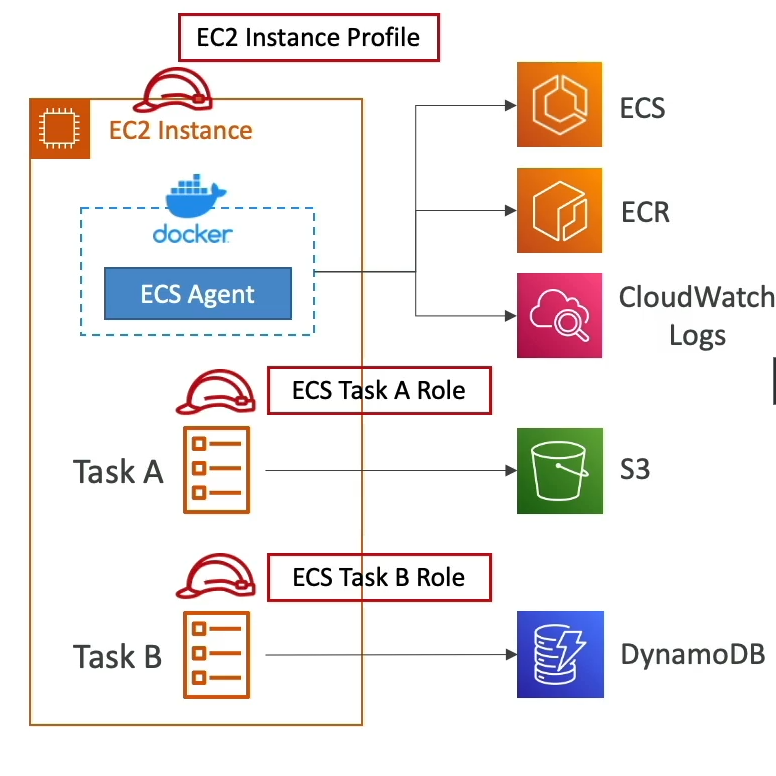 EC2 Instance Profile
EC2 Instance
docker
ECS Agent
ECS
ECR
CloudWatch
Logs
ECS Task A Role
Task A
S3
ECS Task B Role
Task B
DynamoDB